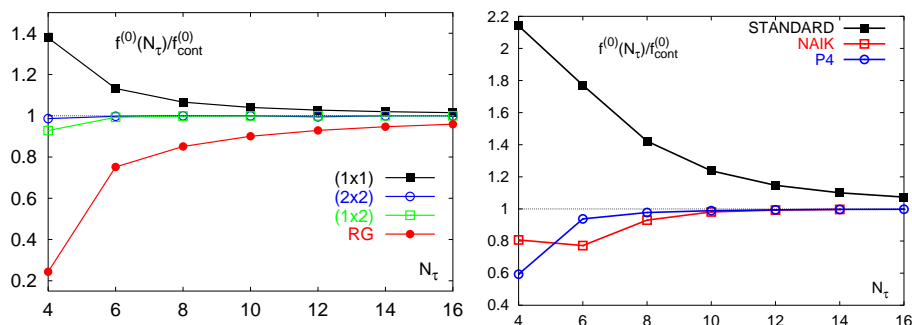 f(0)(Nτ)/f(0)cont
1.4
1.2
1
0.8
0.6
0.4
0.2
(1x1)
(2x2)
(1x2)
RG
Nτ
4 6 8 10 12 14 16
2.2
2.0
1.8
1.6
1.4
1.2
1.0
0.8
0.6
0.4
STANDARD
f(0)(Nτ)/f(0)cont
NAIK
P4
Nτ
4 6 8 10 12 14 16